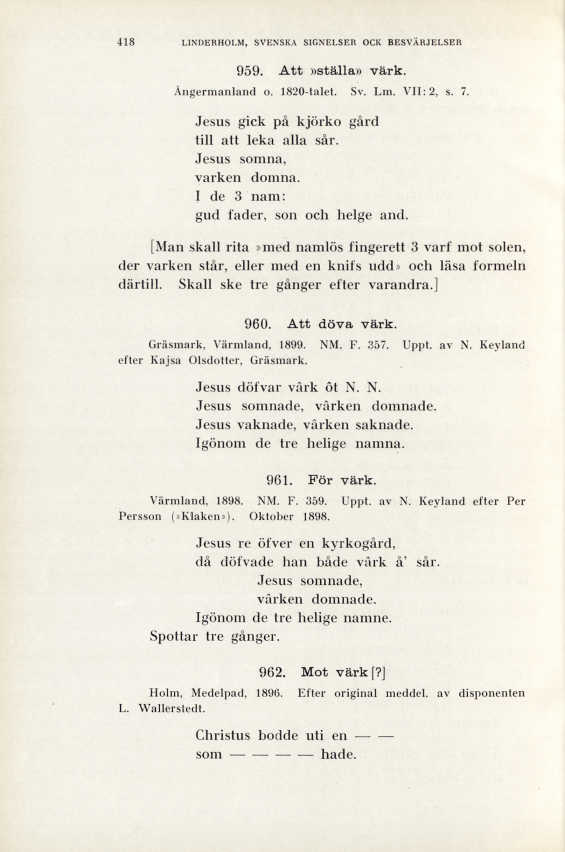 418 LINDERHOLM, SVENSKA SIGNELSER OCK BESVÄRJELSER
959. Att »ställa» värk.
Ångermanland o. 1820-talet. Sv. Lm. VII: 2, s. 7.
Jesus gick på kjörko gård
till att leka alla sår.
Jesus somna,
varken domna.
I de 3 nam:
gud fader, son och helge and.
[Man skall rita »med namlös fingerett 3 varf mot solen,
der varken står, eller med en knifs udd» och läsa formeln
därtill. Skall ske tre gånger efter varandra.]
960. Att döva värk.
Gräsmark, Värmland, 1899. NM. F. 357. Uppt. av N. Keyland
efter Kajsa Olsdotter, Gräsmark.
Jesus döfvar vârk ôt N. N.
Jesus somnade, vârken domnade.
Jesus vaknade, vârken saknade.
Igönom de tre helige namna.
961. För värk.
Värmland, 1898. NM. F. 359. Uppt. av N. Keyland efter Per
Persson (»Klaken»). Oktober 1898.
Jesus re öfver en kyrkogård,
då döfvade han både vârk å' sår.
Jesus somnade,
vârken domnade.
Igönom de tre helige namne.
Spottar tre gånger.
962. Mot värk [?]
Holm, Medelpad, 1896. Efter original meddel. av disponenten
L. Wallerstedt.
Christus bodde uti en — —
som — — — — hade.